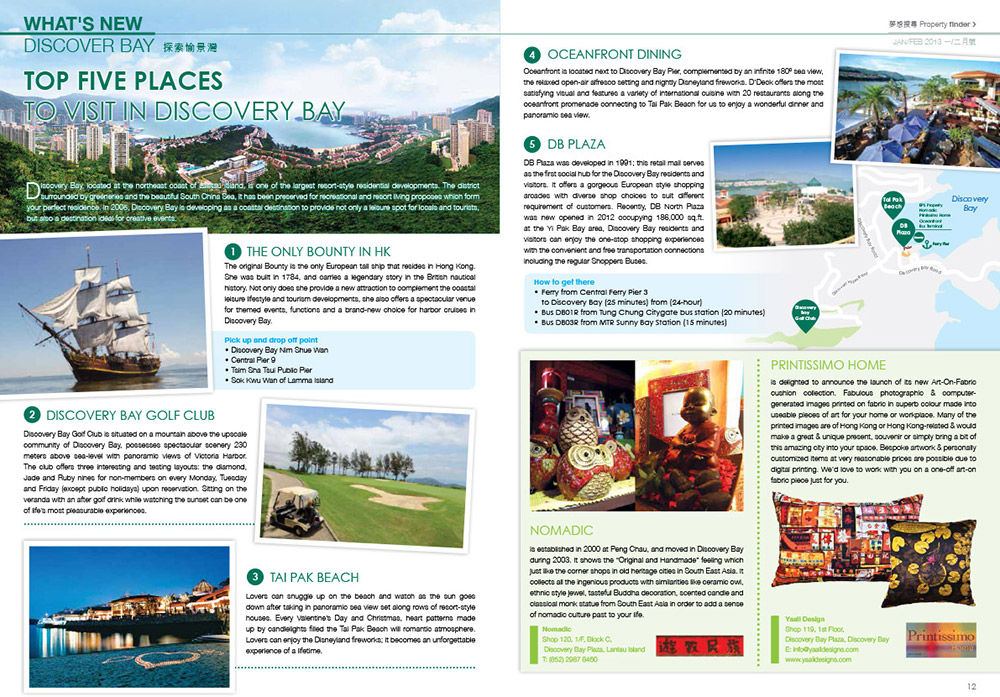 WHAT'S NEW
DISCOVER BAY 探索愉景灣
TOP FIVE PLACES
TO VISIT IN DISCOVERY BAY
Discovery Bay, located at the northeast coast of Lantau Island, is one of the largest resort-style residential developments. The district
surrounded by greeneries and the beautiful South China Sea, it has been preserved for recreational and resort living proposes which form
your perfect residence. In 2008, Discovery Bay is developing as a coastal destination to provide not only a leisure spot for locals and tourists,
but also a destination ideal for creative events.
1 THE ONLY BOUNTY IN HK
The original Bounty is the only European tall ship that resides in Hong Kong.
She was built in 1784, and carries a legendary story in the British nautical
history. Not only does she provide a new attraction to complement the coastal
leisure lifestyle and tourism developments, she also offers a spectacular venue
for themed events, functions and a brand-new choice for harbor cruises in
Discovery Bay.
Pick up and drop off point
• Discovery Bay Nim Shue Wan
• Central Pier 9
• Tsim Sha Tsui Public Pier
• Sok Kwu Wan of Lamma Island
2 DISCOVERY BAY GOLF CLUB
Discovery Bay Golf Club is situated on a mountain above the upscale
community of Discovery Bay, possesses spectacular scenery 230
meters above sea-level with panoramic views of Victoria Harbor.
The club offers three interesting and testing layouts: the diamond,
Jade and Ruby nines for non-members on every Monday, Tuesday
and Friday (except public holidays) upon reservation. Sitting on the
veranda with an after golf drink while watching the sunset can be one
of life's most pleasurable experiences.
3 TAI PAK BEACH
Lovers can snuggle up on the beach and watch as the sun goes
down after taking in panoramic sea view set along rows of resort-style
houses. Every Valentine's Day and Christmas, heart patterns made
up by candlelights filled the Tai Pak Beach will romantic atmosphere.
Lovers can enjoy the Disneyland fireworks; it becomes an unforgettable
experience of a lifetime.
夢想搜尋 Property finder >
JAN/FEB 2013 一/二月號
4 OCEANFRONT DINING
Oceanfront is located next to Discovery Bay Pier, complemented by an infinite 180º sea view,
the relaxed open-air alfresco setting and nightly Disneyland fireworks. D'Deck offers the most
satisfying visual and features a variety of international cuisine with 20 restaurants along the
oceanfront promenade connecting to Tai Pak Beach for us to enjoy a wonderful dinner and
panoramic sea view.
5 DB PLAZA
DB Plaza was developed in 1991; this retail mall serves
as the first social hub for the Discovery Bay residents and
visitors. It offers a gorgeous European style shopping
arcades with diverse shop choices to suit different
requirement of customers. Recently, DB North Plaza
was new opened in 2012 occupying 186,000 sq.ft.
at the Yi Pak Bay area, Discovery Bay residents and
visitors can enjoy the one-stop shopping experiences
with the convenient and free transportation connections
including the regular Shoppers Buses.
How to get there
• Ferry from Central Ferry Pier 3
to Discovery Bay (25 minutes) from (24-hour)
• Bus DB01R from Tung Chung Citygate bus station (20 minutes)
• Bus DB03R from MTR Sunny Bay Station (15 minutes)
Tai Pak
Beach
DB
Plaza
EPS Property
Nomadic
Printissimo Home
Oceanfront
Bus Terminal
Discovery
Bay
Ferry Pier
Discovery Bay Road
Discovery Bay Road
Discovery
Bay
Golf Club
NOMADIC
is established in 2000 at Peng Chau, and moved in Discovery Bay
during 2003. It shows the "Original and Handmade" feeling which
just like the corner shops in old heritage cities in South East Asia. It
collects all the ingenious products with similarities like ceramic owl,
ethnic style jewel, tasteful Buddha decoration, scented candle and
classical monk statue from South East Asia in order to add a sense
of nomadic culture past to your life.
Nomadic
Shop 120, 1/F, Block C,
Discovery Bay Plaza, Lantau Island
T: (852) 2987 8480
遊牧民族
PRINTISSIMO HOME
is delighted to announce the launch of its new Art-On-Fabric
cushion collection. Fabulous photographic & computer-
generated images printed on fabric in superb colour made into
useable pieces of art for your home or workplace. Many of the
printed images are of Hong Kong or Hong Kong-related & would
make a great & unique present, souvenir or simply bring a bit of
this amazing city into your space. Bespoke artwork & personally
customized items at very reasonable prices are possible due to
digital printing. We'd love to work with you on a one-off art-on
fabric piece just for you.
Yaall Design
Shop 119, 1st Floor,
Discovery Bay Plaza, Discovery Bay
E: info@yaalldesigns.com
www.yaalldesigns.com
Printissimo
Home
12